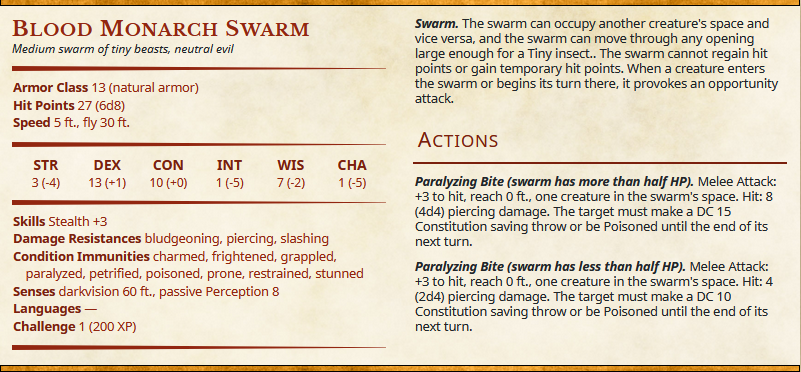 Blood Monarch Swarm
Medium swarm of tiny beasts, neutral evil
Armor Class 13 (natural armor)
Hit Points 27 (6d8)
Speed 5 ft., fly 30 ft.
STR DEX CON INT WIS CHA
3 (-4) 13 (+1) 10 (+0) 1 (-5) 7 (-2) 1 (-5)
Skills Stealth +3
Damage Resistances bludgeoning, piercing, slashing
Condition Immunities charmed, frightened, grappled,
paralyzed, petrified, poisoned, prone, restrained, stunned
Senses darkvision 60 ft., passive Perception 8
Languages —
Challenge 1 (200 XP)
Swarm. The swarm can occupy another creature's space and
vice versa, and the swarm can move through any opening
large enough for a Tiny insect.. The swarm cannot regain hit
points or gain temporary hit points. When a creature enters
the swarm or begins its turn there, it provokes an opportunity
attack.
Actions
Paralyzing Bite (swarm has more than half HP). Melee Attack:
+3 to hit, reach 0 ft., one creature in the swarm's space. Hit: 8
(4d4) piercing damage. The target must make a DC 15
Constitution saving throw or be Poisoned until the end of its
next turn.
Paralyzing Bite (swarm has less than half HP). Melee Attack:
+3 to hit, reach 0 ft., one creature in the swarm's space. Hit: 4
(2d4) piercing damage. The target must make a DC 10
Constitution saving throw or be Poisoned until the end of its
next turn.